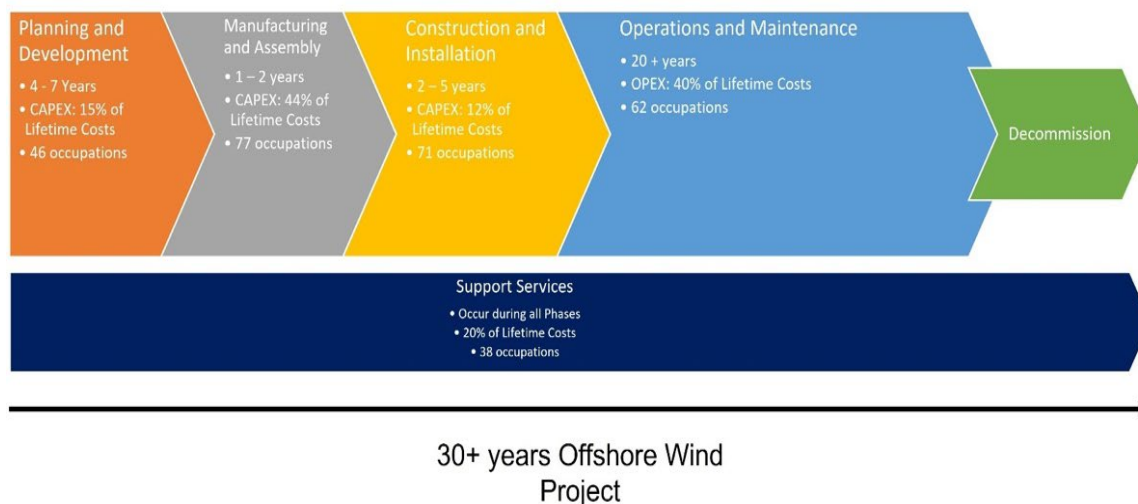 Planning and
Development
• 4 - 7 Years
• CAPEX: 15% of
Lifetime Costs
• 46 occupations
Manufacturing
and Assembly
• 1 – 2 years
• CAPEX: 44% of
Lifetime Costs
• 77 occupations
Construction and
Installation
• 2 – 5 years
• CAPEX: 12% of
Lifetime Costs
• 71 occupations
Operations and Maintenance
• 20 + years
• OPEX: 40% of Lifetime Costs
• 62 occupations
Decommission
Support Services
• Occur during all Phases
• 20% of Lifetime Costs
• 38 occupations
30+ years Offshore Wind
Project